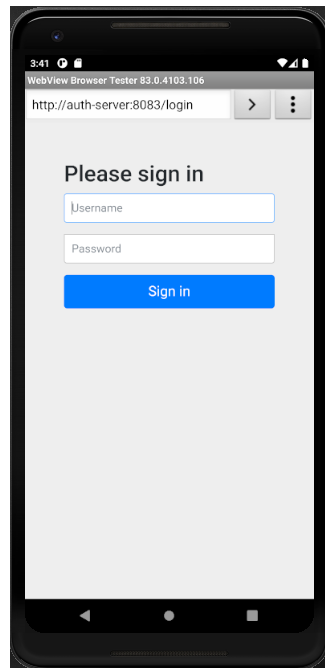 3:41
WebView Browser Tester 83.0.4103.106
http://auth-server:8083/login
Please sign in
Username
Password
Sign in